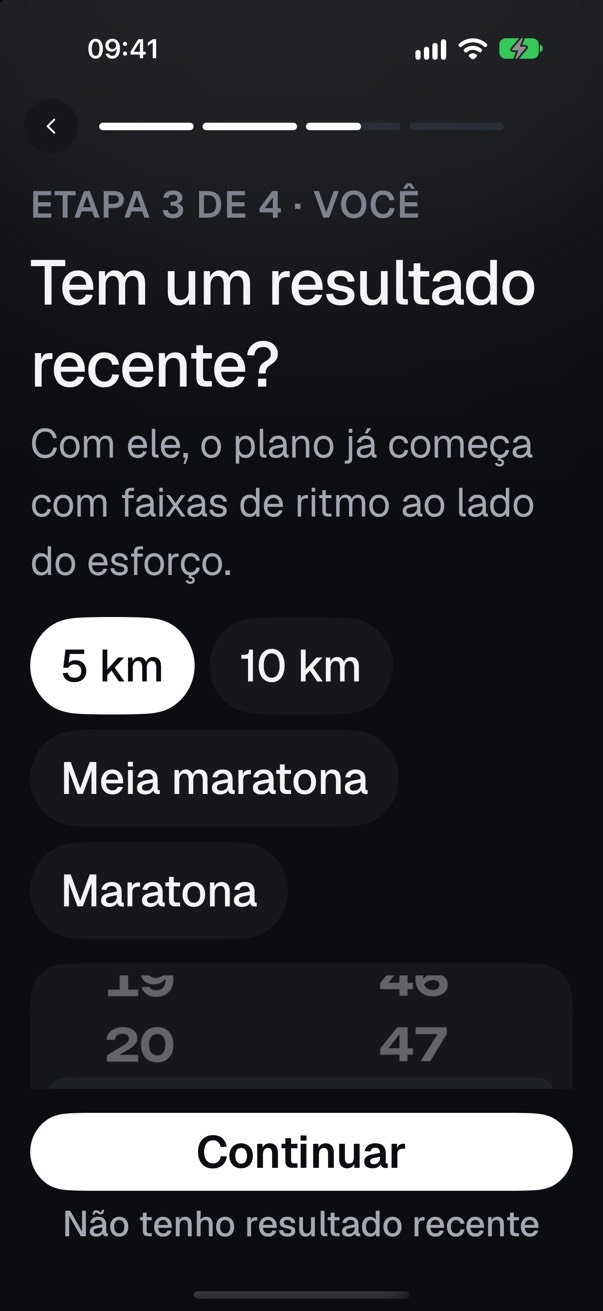 09:41
ETAPA 3 DE 4 · VOCÊ
Tem um resultado
recente?
Com ele, o plano já começa
com faixas de ritmo ao lado
do esforço.
5 km
10 km
Meia maratona
Maratona
19 46
20 47
Continuar
Não tenho resultado recente